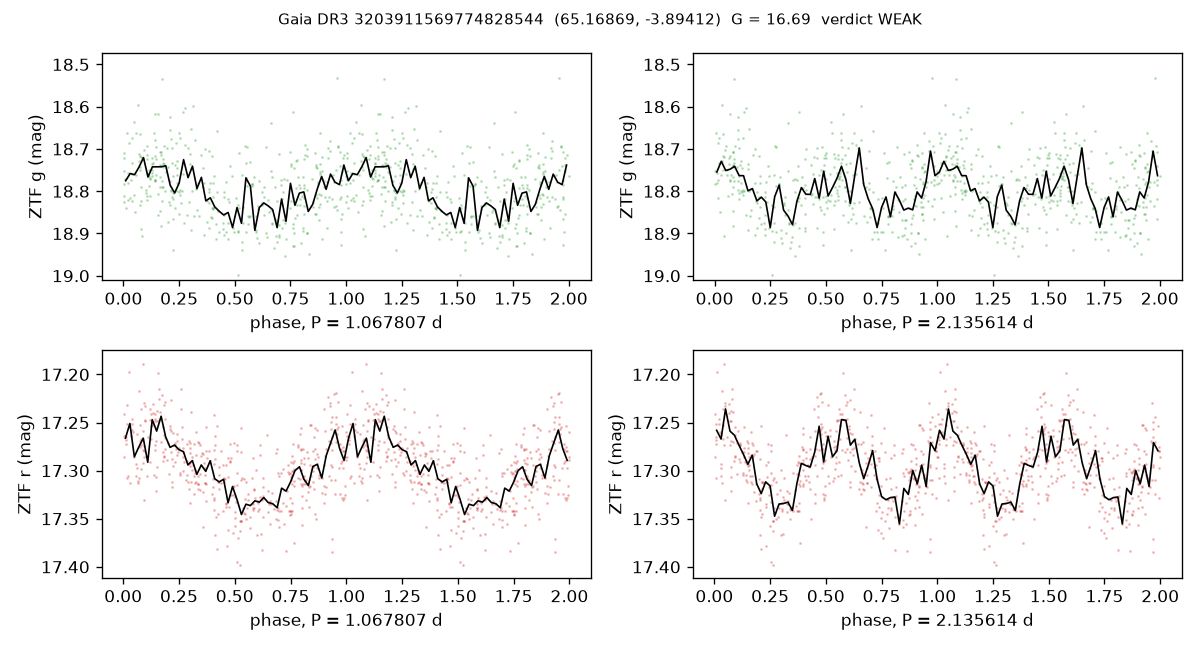 Gaia DR3 3203911569774828544 (65.16869, -3.89412) G = 16.69 verdict WEAK
18.5
18.6
18.7
18.8
18.9
19.0
ZTF g (mag)
0.00 0.25 0.50 0.75 1.00 1.25 1.50 1.75 2.00
phase, P = 1.067807 d
18.5
18.6
18.7
18.8
18.9
19.0
ZTF g (mag)
0.00 0.25 0.50 0.75 1.00 1.25 1.50 1.75 2.00
phase, P = 2.135614 d
17.20
17.25
17.30
17.35
17.40
ZTF r (mag)
0.00 0.25 0.50 0.75 1.00 1.25 1.50 1.75 2.00
phase, P = 1.067807 d
17.20
17.25
17.30
17.35
17.40
ZTF r (mag)
0.00 0.25 0.50 0.75 1.00 1.25 1.50 1.75 2.00
phase, P = 2.135614 d